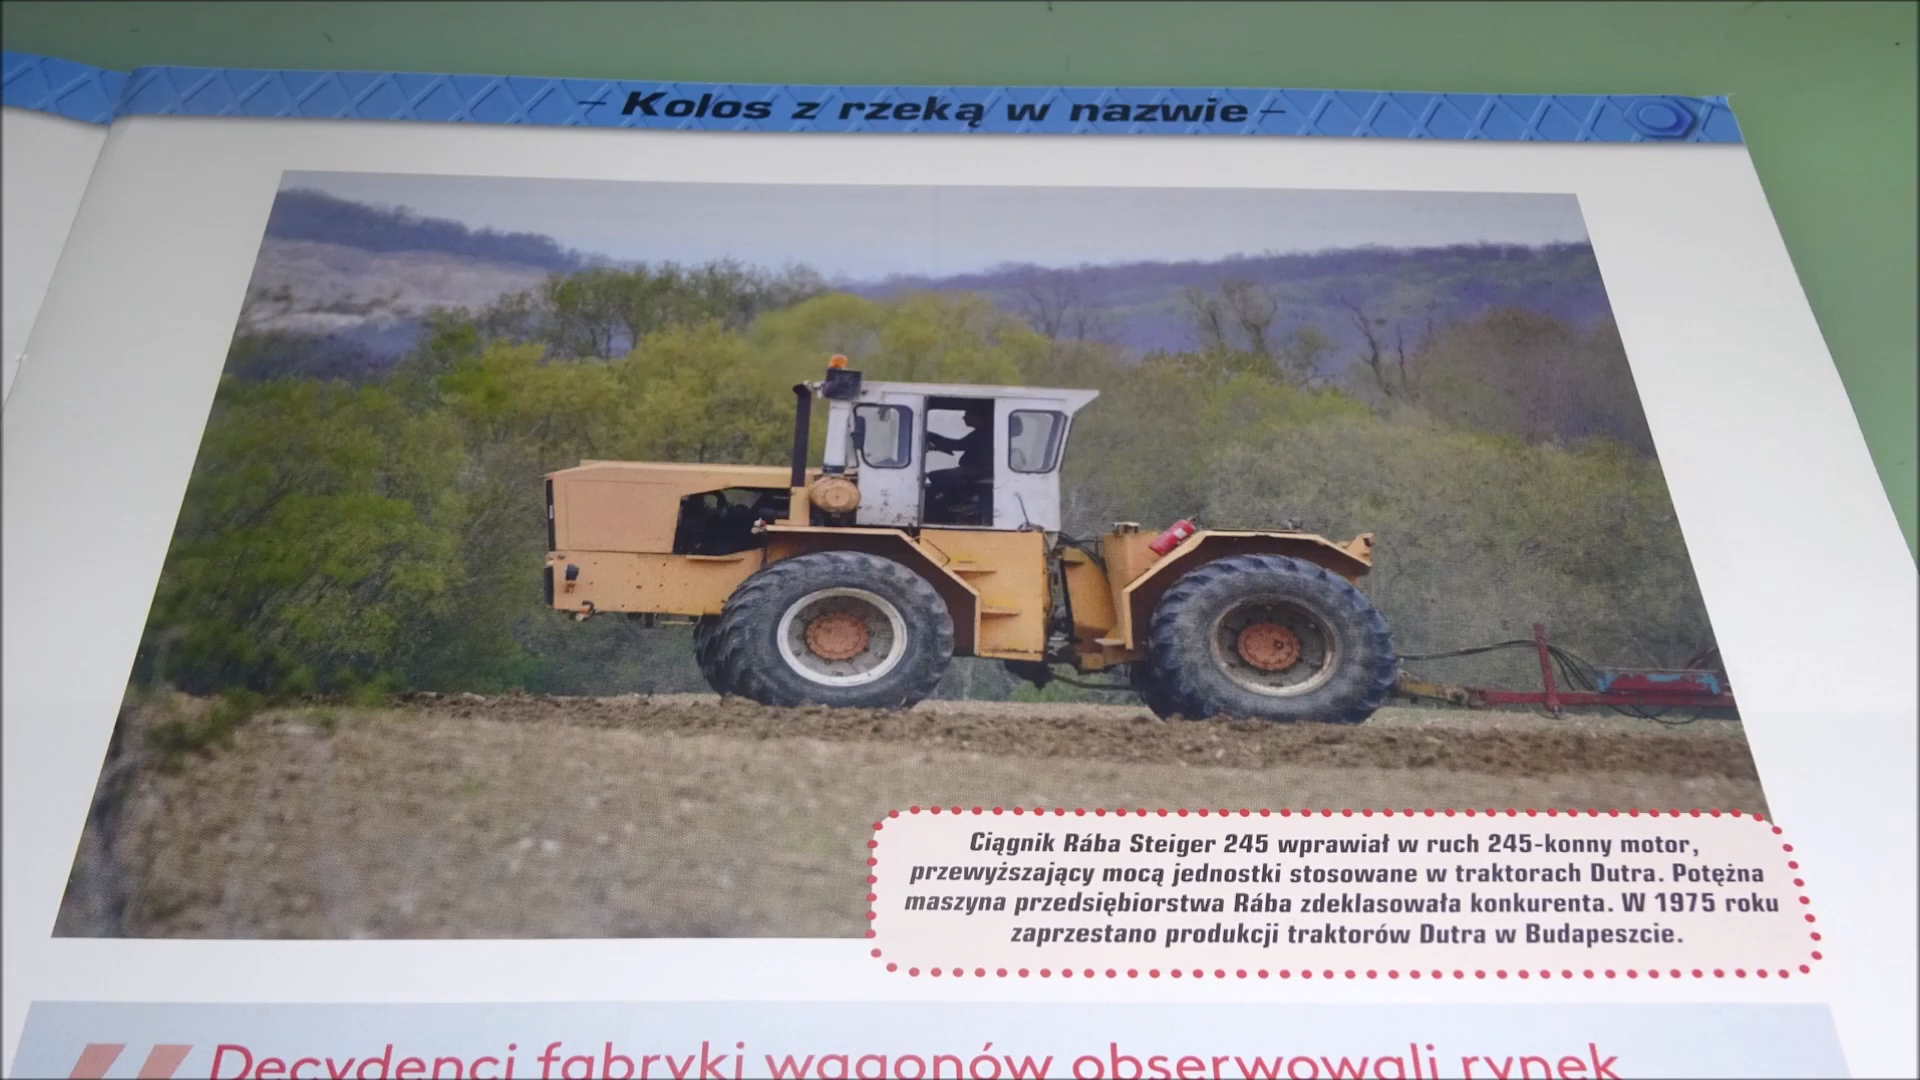 – Kolos z rzeką w nazwie –
Ciągnik Rába Steiger 245 wprawiał w ruch 245-konny motor,
przewyższający mocą jednostki stosowane w traktorach Dutra. Potężna
maszyna przedsiębiorstwa Rába zdeklasowała konkurenta. W 1975 roku
zaprzestano produkcji traktorów Dutra w Budapeszcie.
Decydenci fabryki wagonów obserwowali rynek